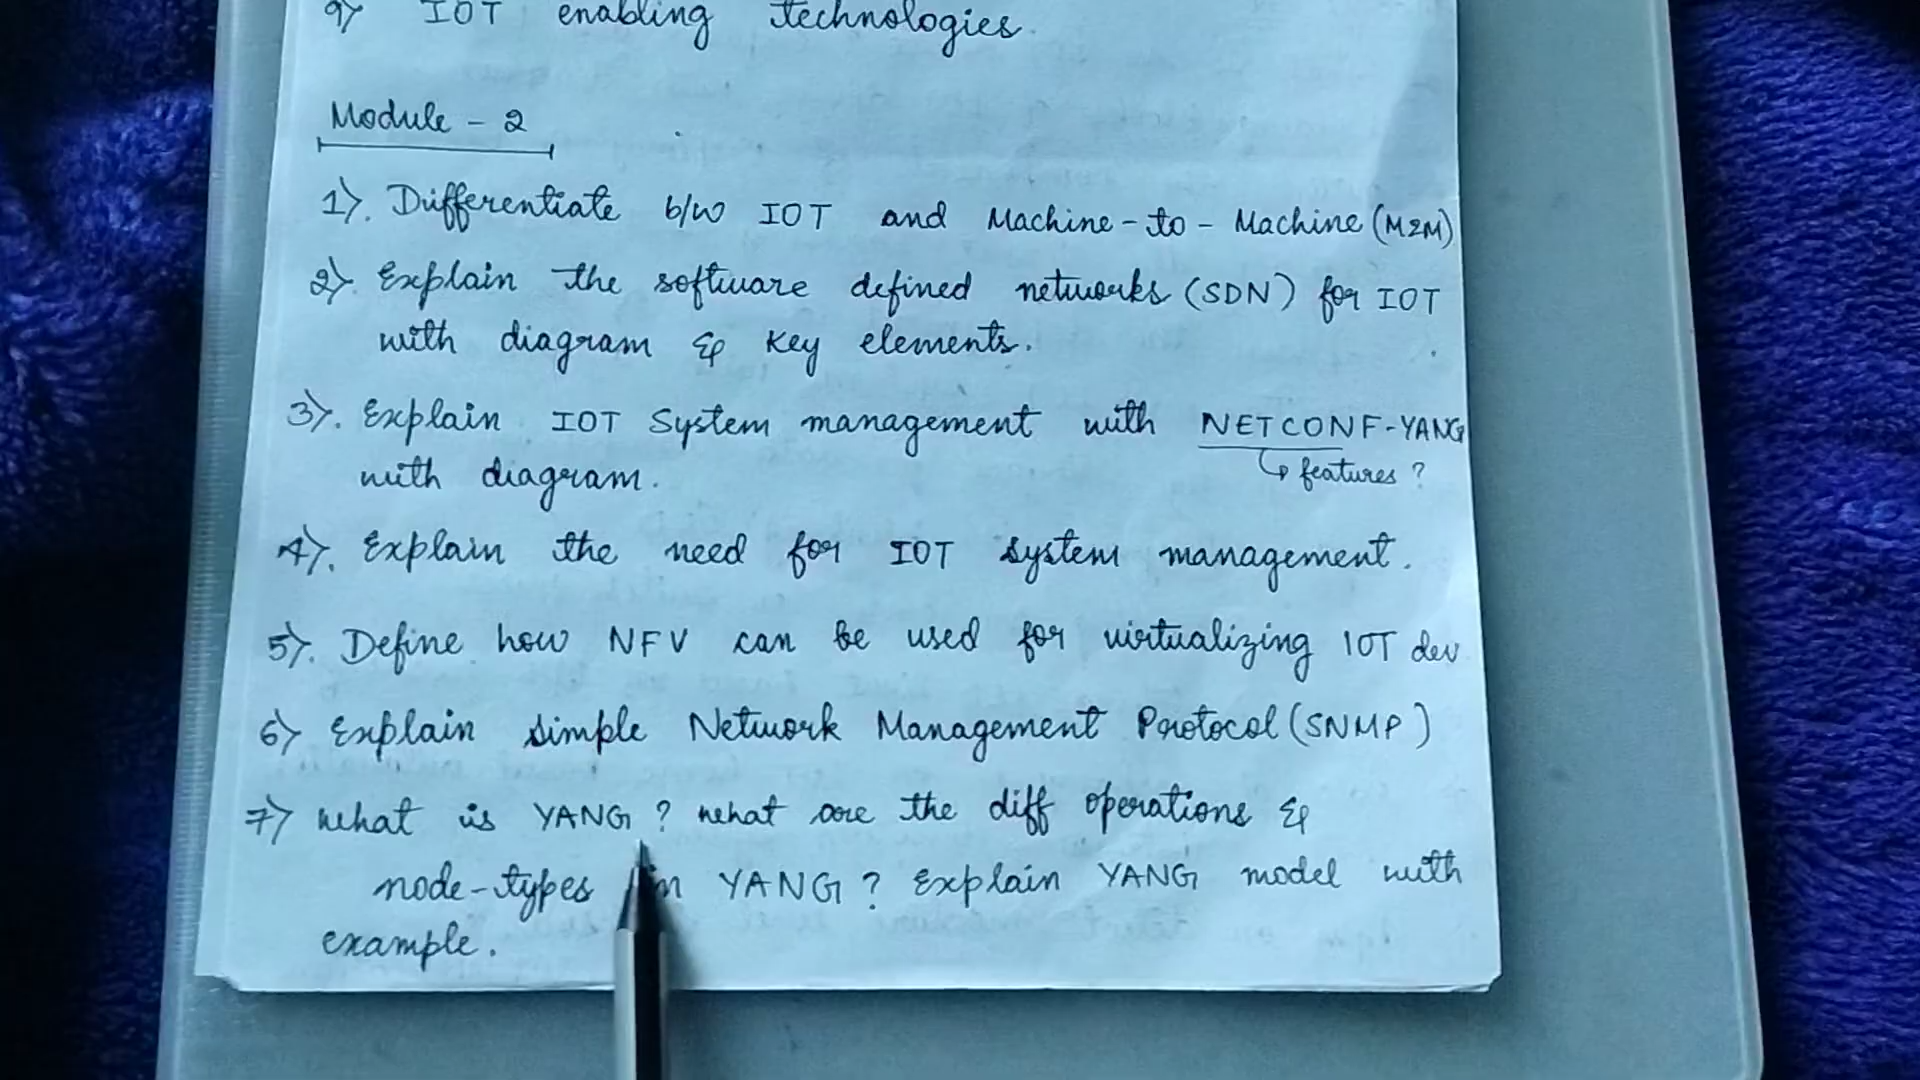 9) IOT enabling technologies.
Module - 2
1). Differentiate b/w IOT and Machine-to-Machine (M2M)
2). Explain the software defined networks (SDN) for IOT
with diagram & key elements.
3). Explain IOT System management with NETCONF-YANG
↳ features ?
with diagram.
4). Explain the need for IOT system management.
5). Define how NFV can be used for virtualizing IOT dev
6) Explain simple Network Management Protocol (SNMP)
7) what is YANG ? what are the diff operations &
node-types in YANG ? Explain YANG model with
example.